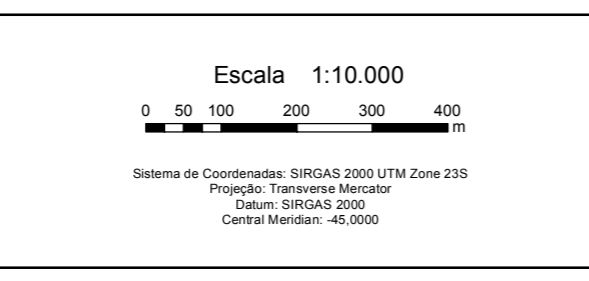 Escala 1:10.000
0 50 100 200 300 400
m
Sistema de Coordenadas: SIRGAS 2000 UTM Zone 23S
Projeção: Transverse Mercator
Datum: SIRGAS 2000
Central Meridian: -45,0000